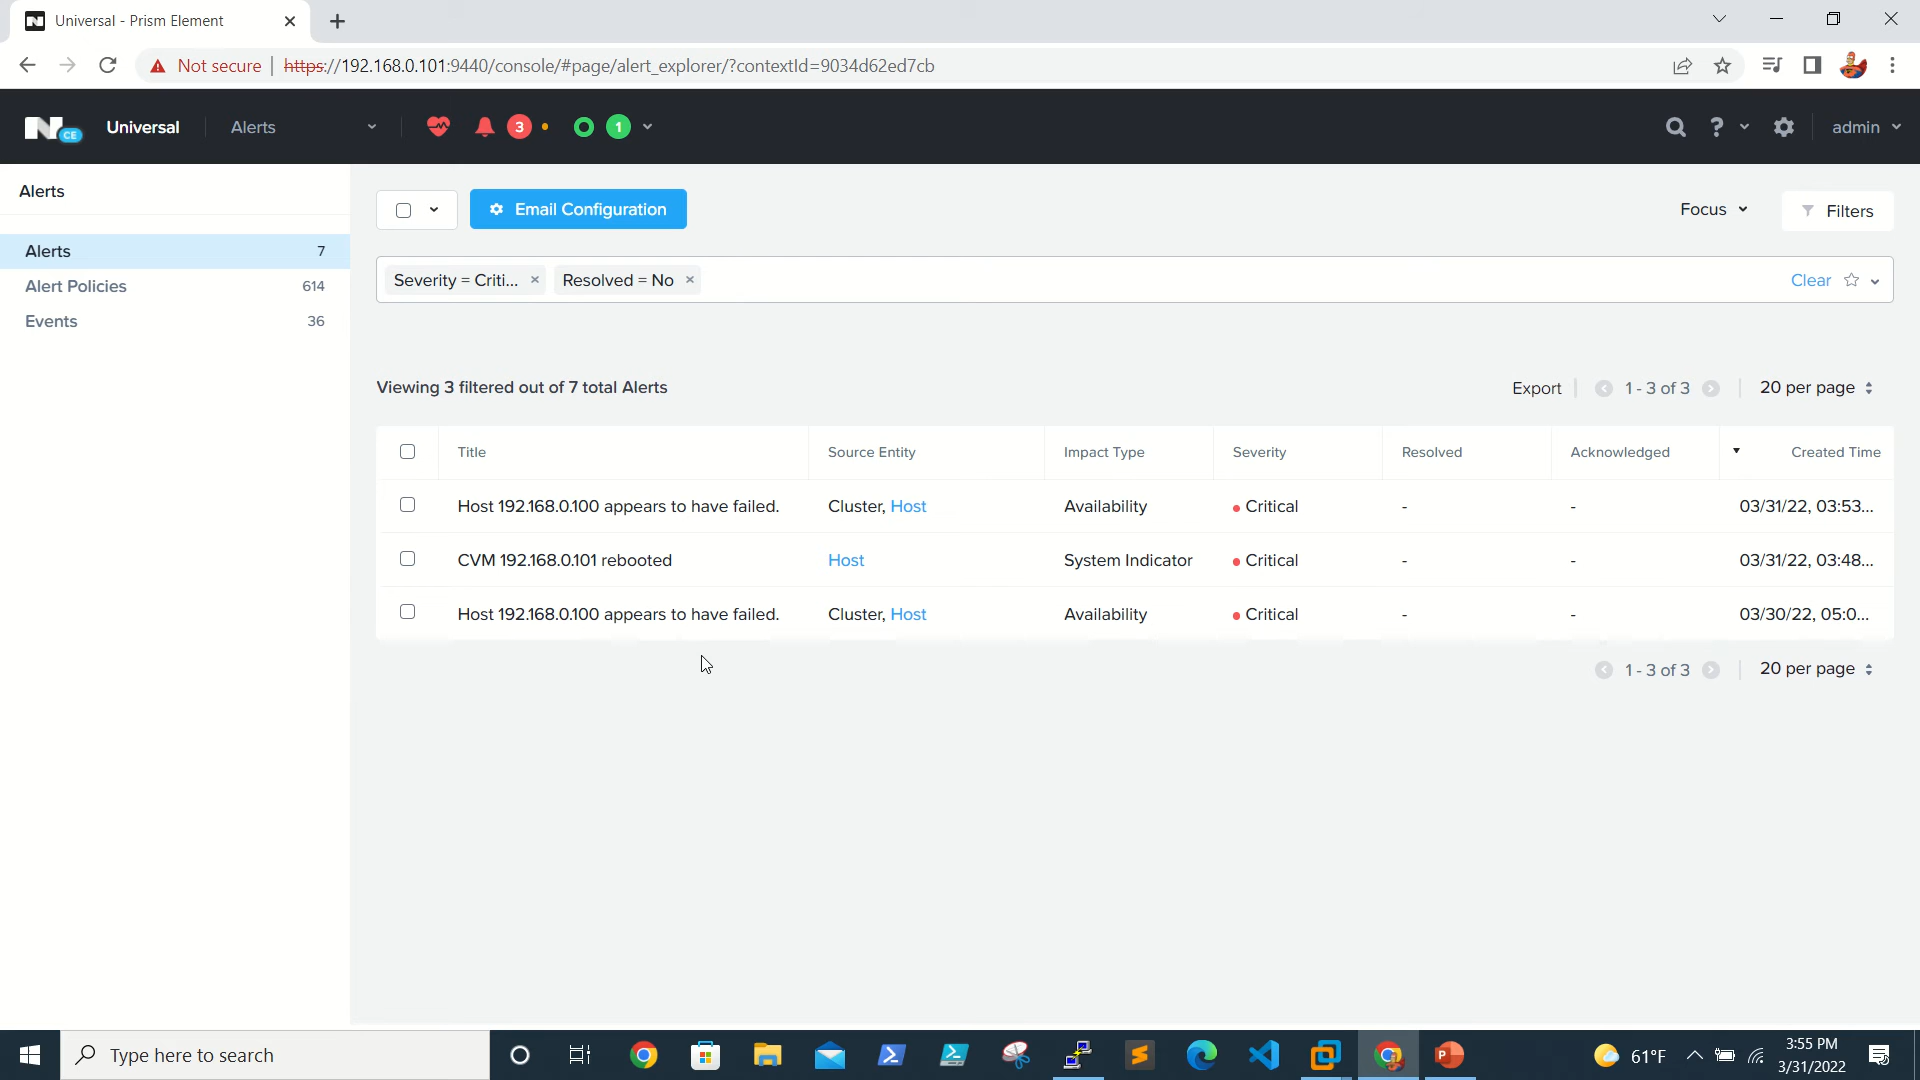 Universal - Prism Element
Not secure | https://192.168.0.101:9440/console/#page/alert_explorer/?contextId=9034d62ed7cb
CE Universal Alerts 3 1 ? admin
Alerts
Alerts 7
Alert Policies 614
Events 36
Email Configuration Focus Filters
Severity = Criti... × Resolved = No × Clear
Viewing 3 filtered out of 7 total Alerts Export 1 - 3 of 3 20 per page
Title Source Entity Impact Type Severity Resolved Acknowledged Created Time
Host 192.168.0.100 appears to have failed. Cluster, Host Availability Critical - - 03/31/22, 03:53...
CVM 192.168.0.101 rebooted Host System Indicator Critical - - 03/31/22, 03:48...
Host 192.168.0.100 appears to have failed. Cluster, Host Availability Critical - - 03/30/22, 05:0...
1 - 3 of 3 20 per page
Type here to search 61°F 3:55 PM
3/31/2022